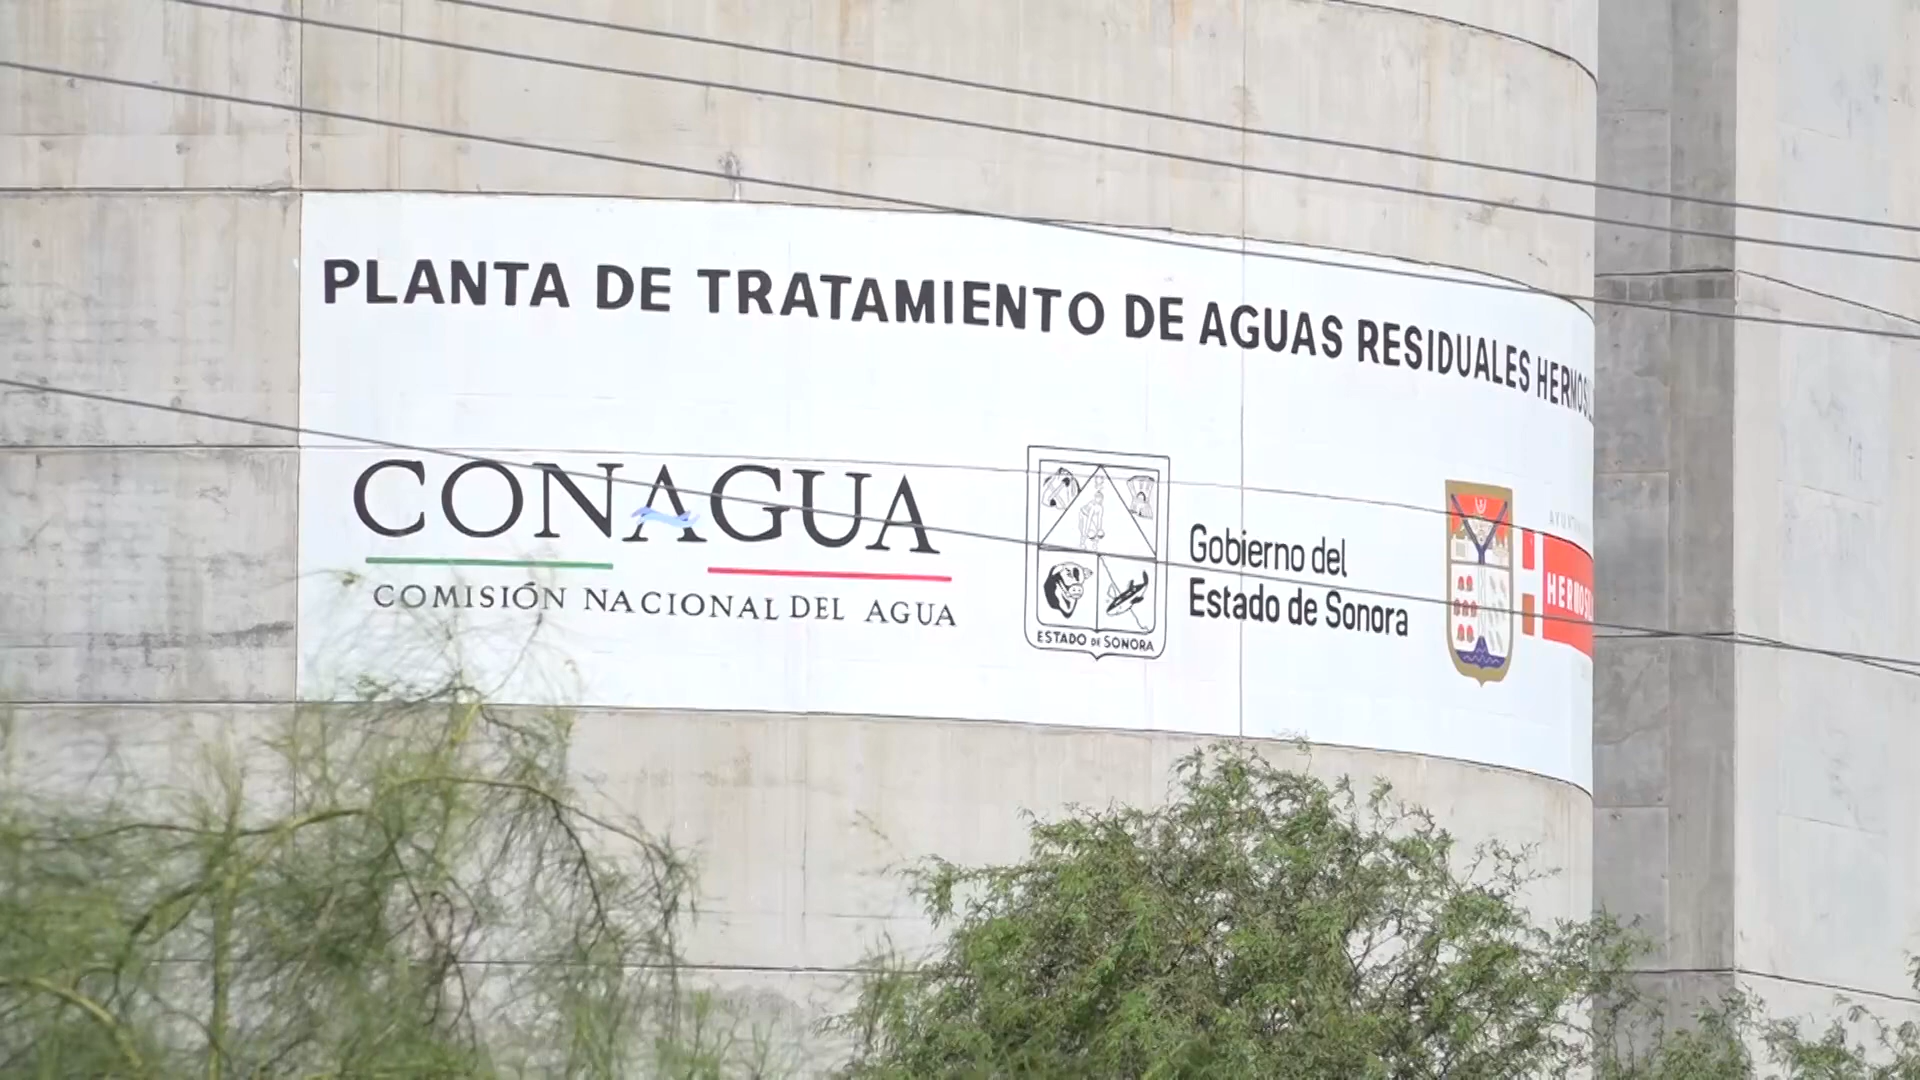 PLANTA DE TRATAMIENTO DE AGUAS RESIDUALES
CONAGUA
COMISIÓN NACIONAL DEL AGUA
ESTADO DE SONORA
Gobierno del
Estado de Sonora